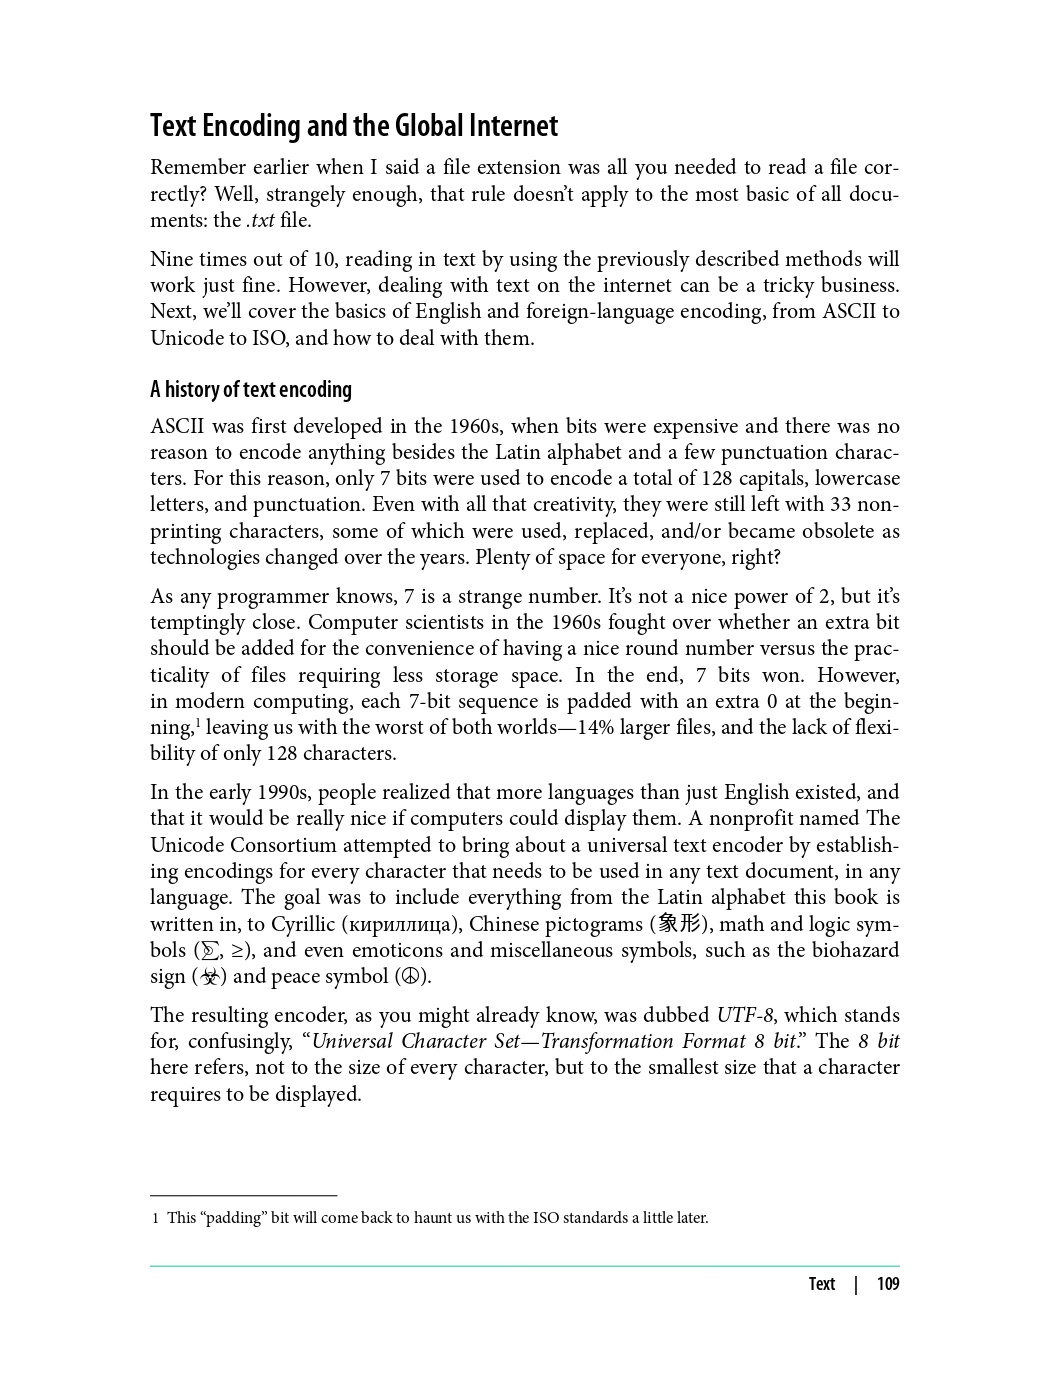 Text Encoding and the Global Internet
Remember earlier when I said a file extension was all you needed to read a file cor-
rectly? Well, strangely enough, that rule doesn’t apply to the most basic of all docu-
ments: the .txt file.
Nine times out of 10, reading in text by using the previously described methods will
work just fine. However, dealing with text on the internet can be a tricky business.
Next, we’ll cover the basics of English and foreign-language encoding, from ASCII to
Unicode to ISO, and how to deal with them.
A history of text encoding
ASCII was first developed in the 1960s, when bits were expensive and there was no
reason to encode anything besides the Latin alphabet and a few punctuation charac-
ters. For this reason, only 7 bits were used to encode a total of 128 capitals, lowercase
letters, and punctuation. Even with all that creativity, they were still left with 33 non-
printing characters, some of which were used, replaced, and/or became obsolete as
technologies changed over the years. Plenty of space for everyone, right?
As any programmer knows, 7 is a strange number. It’s not a nice power of 2, but it’s
temptingly close. Computer scientists in the 1960s fought over whether an extra bit
should be added for the convenience of having a nice round number versus the prac-
ticality of files requiring less storage space. In the end, 7 bits won. However,
in modern computing, each 7-bit sequence is padded with an extra 0 at the begin-
ning,¹ leaving us with the worst of both worlds—14% larger files, and the lack of flexi-
bility of only 128 characters.
In the early 1990s, people realized that more languages than just English existed, and
that it would be really nice if computers could display them. A nonprofit named The
Unicode Consortium attempted to bring about a universal text encoder by establish-
ing encodings for every character that needs to be used in any text document, in any
language. The goal was to include everything from the Latin alphabet this book is
written in, to Cyrillic (кириллица), Chinese pictograms (象形), math and logic sym-
bols (⨊, ≥), and even emoticons and miscellaneous symbols, such as the biohazard
sign (☣) and peace symbol (☮).
The resulting encoder, as you might already know, was dubbed UTF-8, which stands
for, confusingly, “Universal Character Set—Transformation Format 8 bit.” The 8 bit
here refers, not to the size of every character, but to the smallest size that a character
requires to be displayed.
1 This “padding” bit will come back to haunt us with the ISO standards a little later.
Text | 109